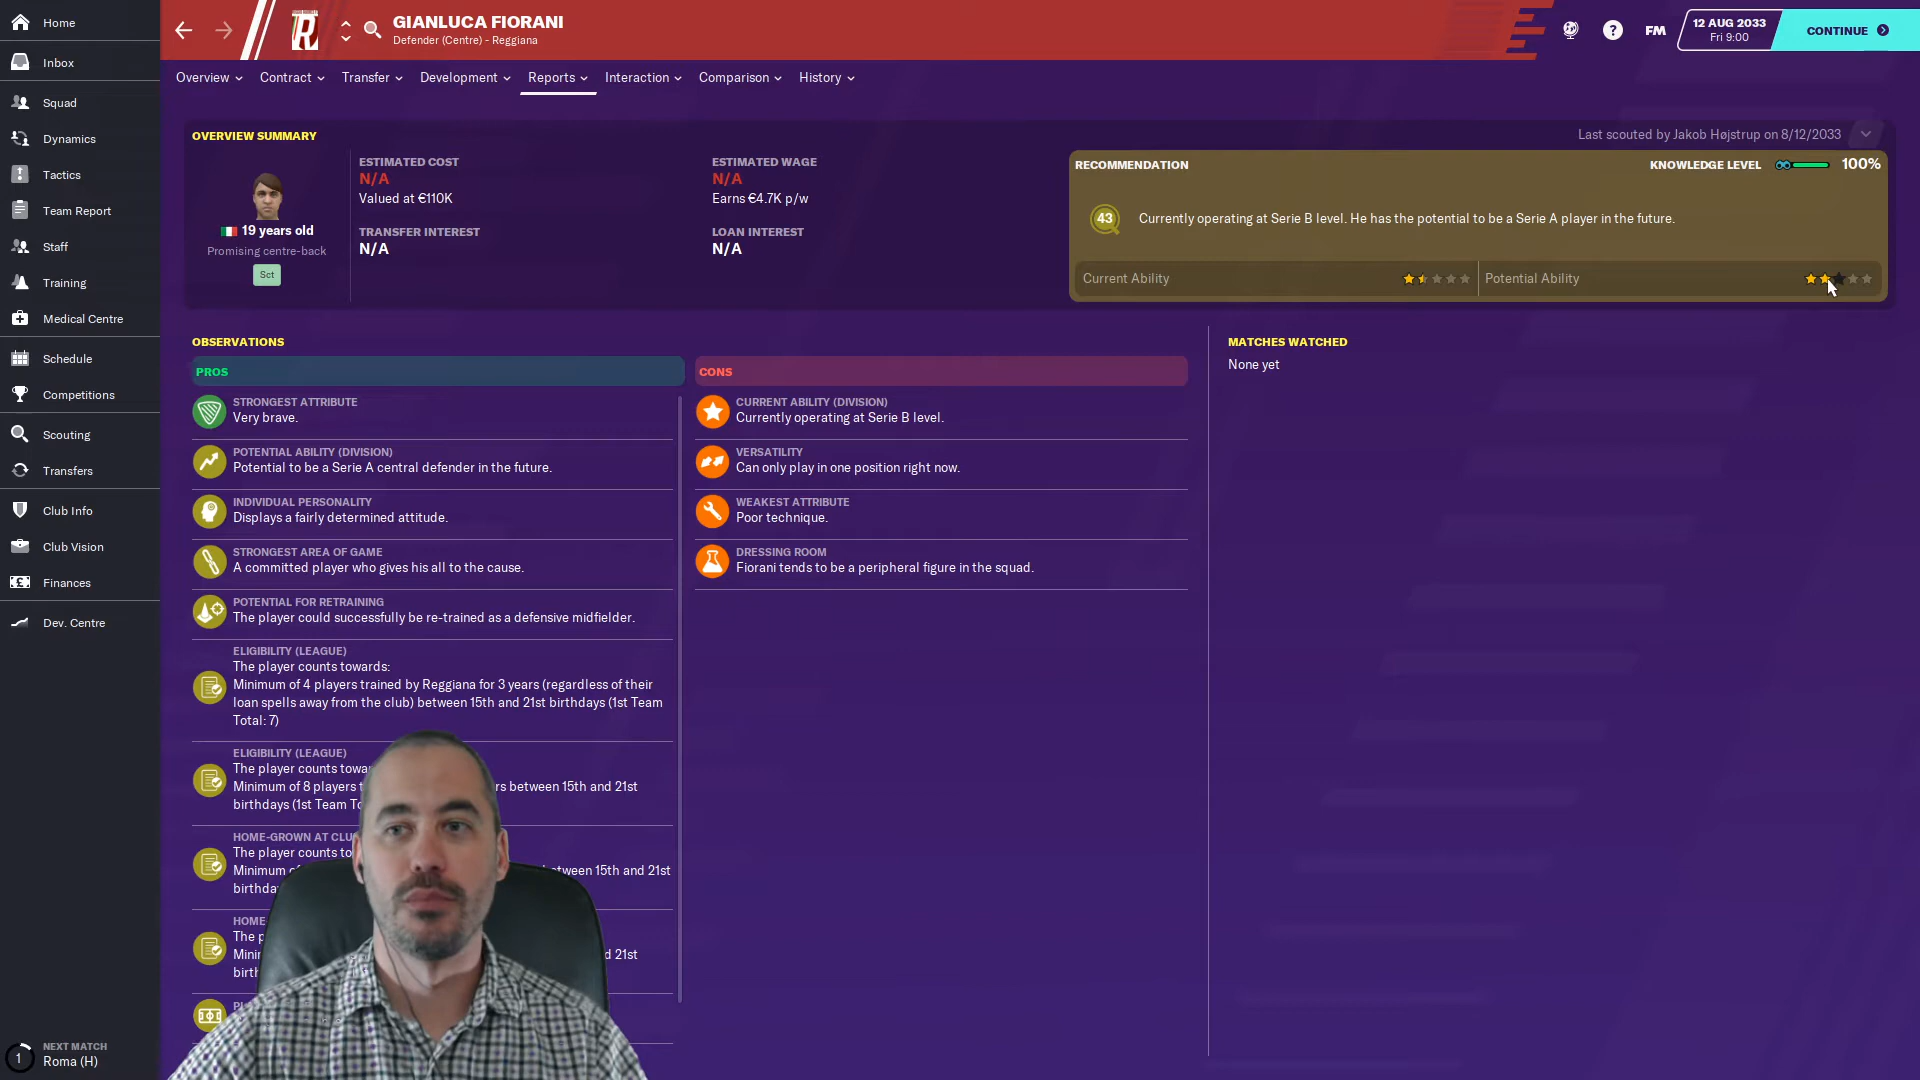 Home
Inbox
Squad
Dynamics
Tactics
Team Report
Staff
Training
Medical Centre
Schedule
Competitions
Scouting
Transfers
Club Info
Club Vision
Finances
Dev. Centre
1
NEXT MATCH
Roma (H)
R
GIANLUCA FIORANI
Defender (Centre) - Reggiana
?
FM
12 AUG 2033
Fri 9:00
CONTINUE
Overview
Contract
Transfer
Development
Reports
Interaction
Comparison
History
OVERVIEW SUMMARY
Last scouted by Jakob Højstrup on 8/12/2033
19 years old
Promising centre-back
Sct
ESTIMATED COST
N/A
Valued at €110K
TRANSFER INTEREST
N/A
ESTIMATED WAGE
N/A
Earns €4.7K p/w
LOAN INTEREST
N/A
RECOMMENDATION
KNOWLEDGE LEVEL
100%
43
Currently operating at Serie B level. He has the potential to be a Serie A player in the future.
Current Ability
Potential Ability
OBSERVATIONS
PROS
STRONGEST ATTRIBUTE
Very brave.
POTENTIAL ABILITY (DIVISION)
Potential to be a Serie A central defender in the future.
INDIVIDUAL PERSONALITY
Displays a fairly determined attitude.
STRONGEST AREA OF GAME
A committed player who gives his all to the cause.
POTENTIAL FOR RETRAINING
The player could successfully be re-trained as a defensive midfielder.
ELIGIBILITY (LEAGUE)
The player counts towards:
Minimum of 4 players trained by Reggiana for 3 years (regardless of their
loan spells away from the club) between 15th and 21st birthdays (1st Team
Total: 7)
ELIGIBILITY (LEAGUE)
The player counts
Minimum of 8 players between 15th and 21st
birthdays (1st Team
HOME-GROWN AT
The player counts
Minimum between 15th and 21st
HOME
The
21st
CONS
CURRENT ABILITY (DIVISION)
Currently operating at Serie B level.
VERSATILITY
Can only play in one position right now.
WEAKEST ATTRIBUTE
Poor technique.
DRESSING ROOM
Fiorani tends to be a peripheral figure in the squad.
MATCHES WATCHED
None yet